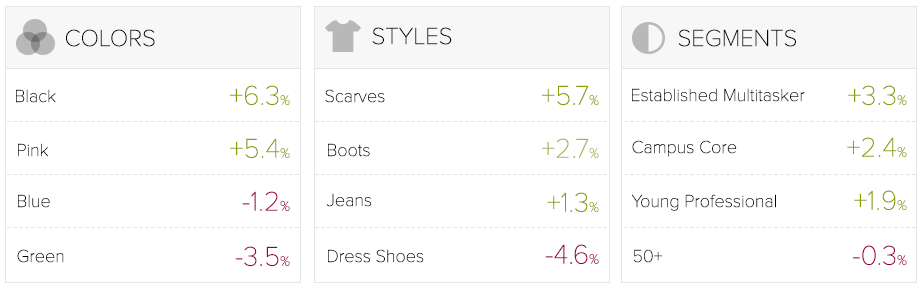 COLORS
Black +6.3%
Pink +5.4%
Blue -1.2%
Green -3.5%
STYLES
Scarves +5.7%
Boots +2.7%
Jeans +1.3%
Dress Shoes -4.6%
SEGMENTS
Established Multitasker +3.3%
Campus Core +2.4%
Young Professional +1.9%
50+ -0.3%